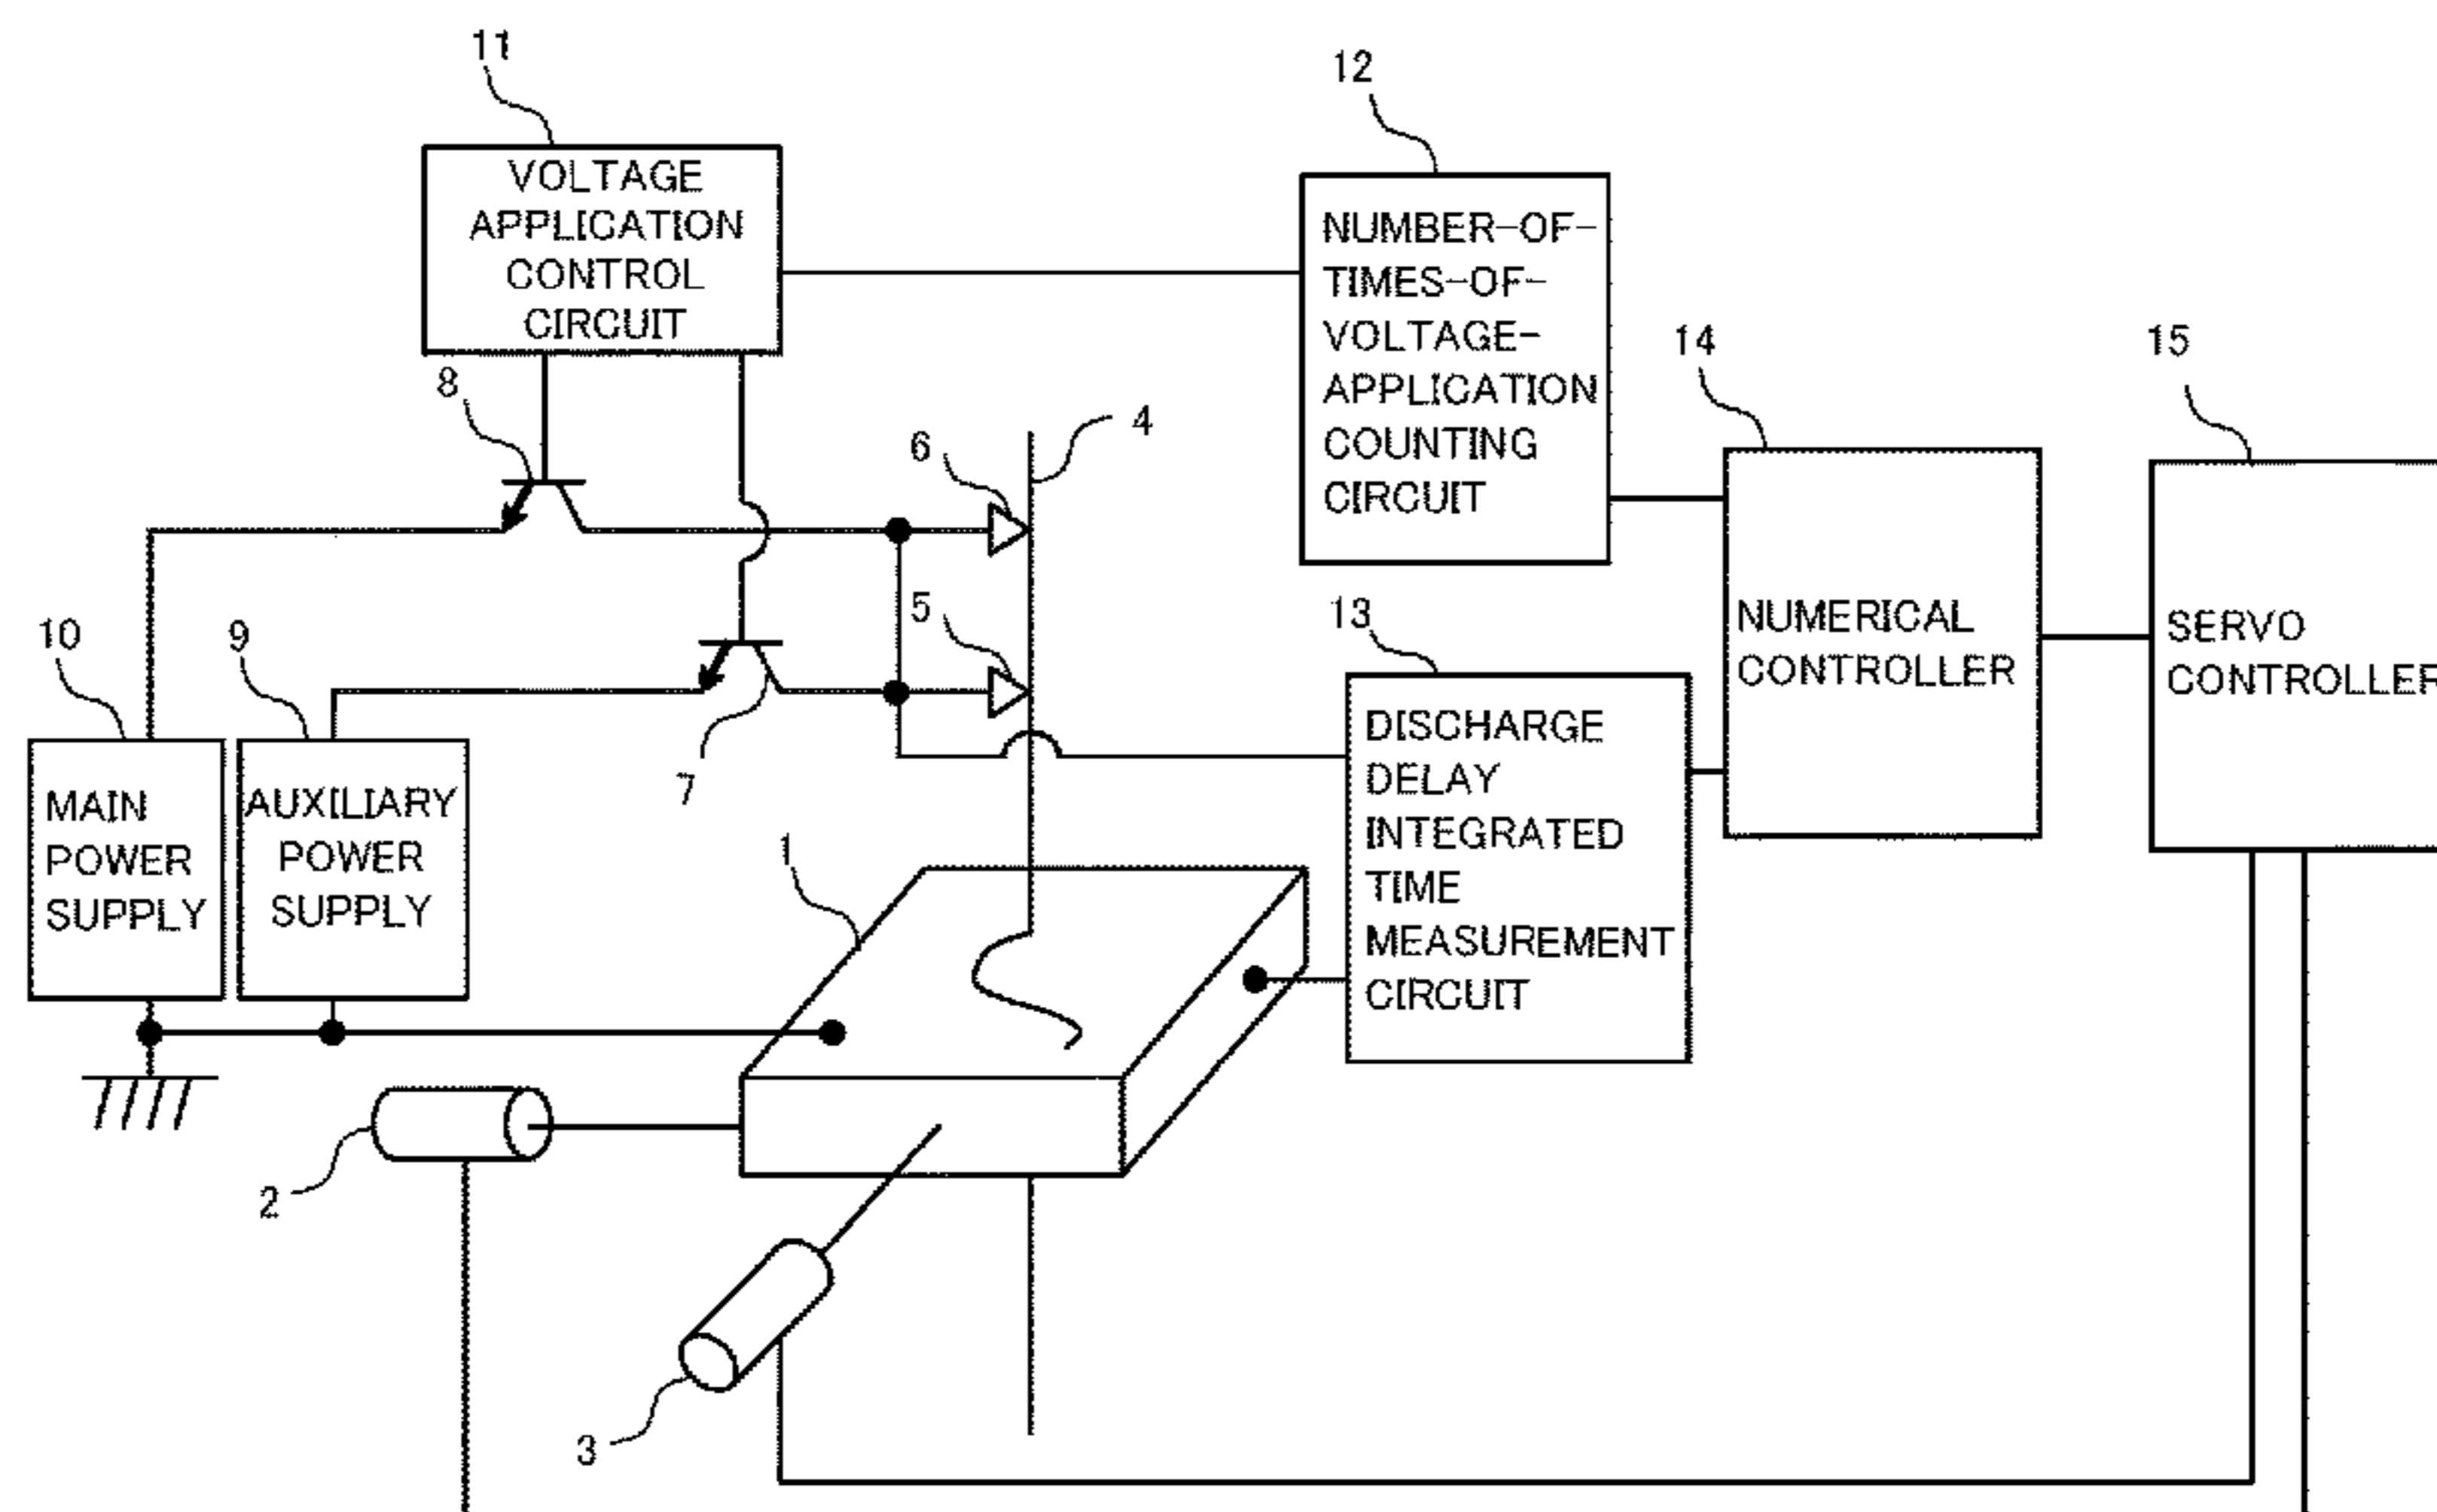 11
VOLTAGE
APPLICATION
CONTROL
CIRCUIT
12
NUMBER-OF-
TIMES-OF-
VOLTAGE-
APPLICATION
COUNTING
CIRCUIT
14
NUMERICAL
CONTROLLER
15
SERVO
CONTROLLER
8
6
4
5
7
13
DISCHARGE
DELAY
INTEGRATED
TIME
MEASUREMENT
CIRCUIT
10
MAIN
POWER
SUPPLY
9
AUXILIARY
POWER
SUPPLY
1
2
3